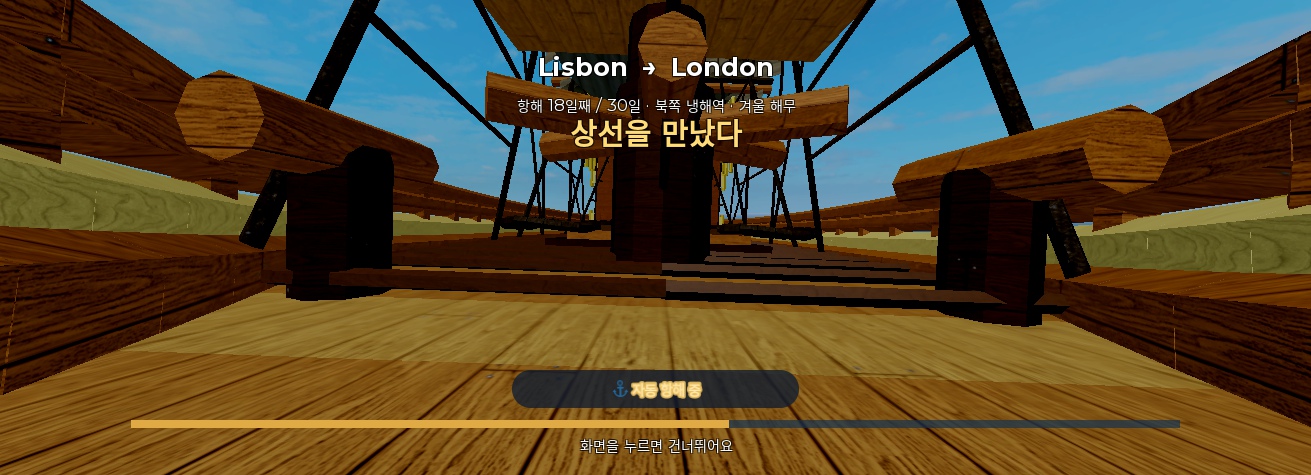 Lisbon → London
항해 18일째 / 30일 · 북쪽 냉해역 · 겨울 해무
상선을 만났다
⚓ 자동 항해 중
화면을 누르면 건너뛰어요